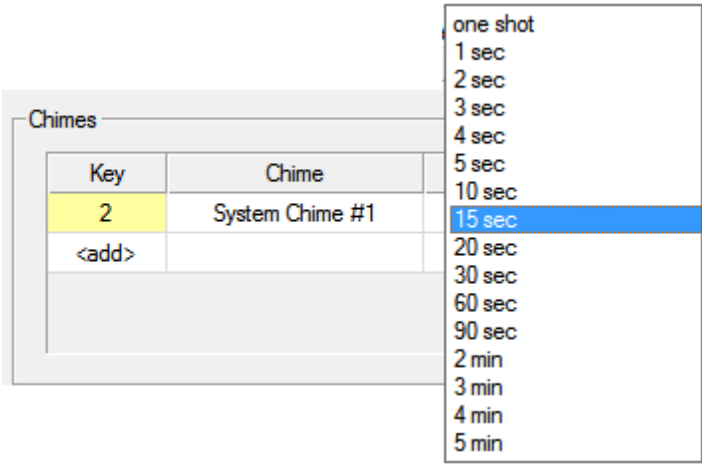 Chimes
Key Chime
2 System Chime #1
<add>
one shot
1 sec
2 sec
3 sec
4 sec
5 sec
10 sec
15 sec
20 sec
30 sec
60 sec
90 sec
2 min
3 min
4 min
5 min